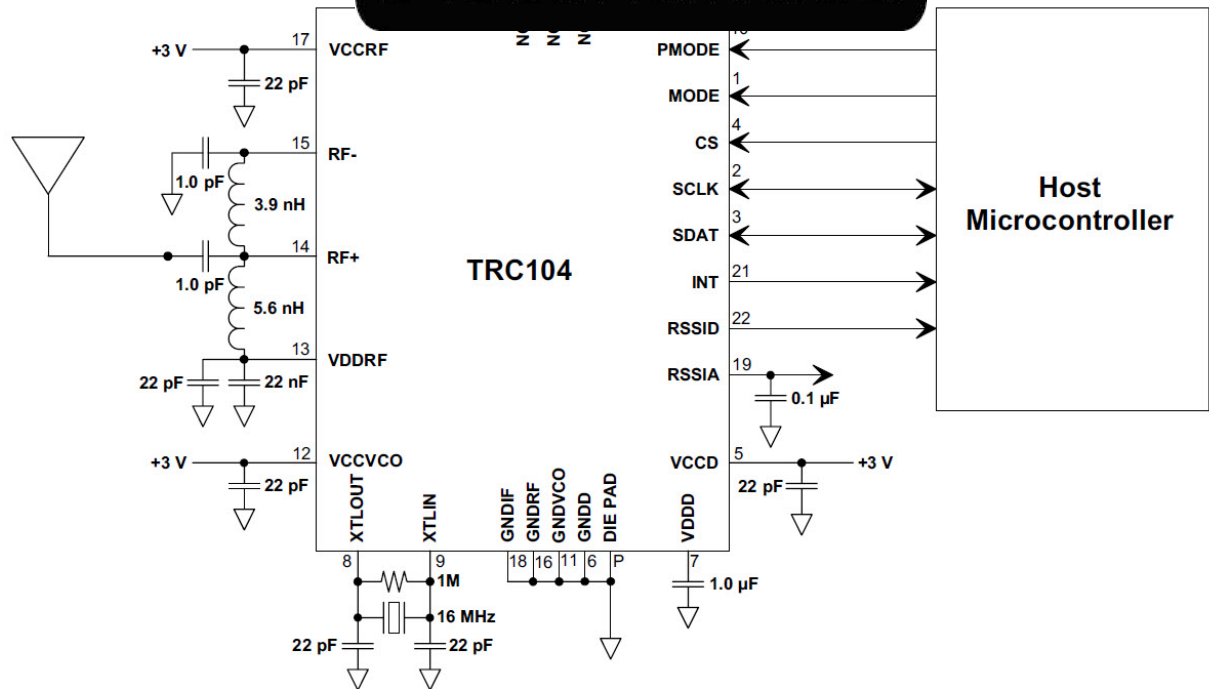 +3 V
17
VCCRF
22 pF
PMODE
1
MODE
4
CS
2
SCLK
3
SDAT
21
INT
22
RSSID
19
RSSIA
0.1 µF
Host
Microcontroller
TRC104
15
RF-
1.0 pF
3.9 nH
14
RF+
1.0 pF
5.6 nH
13
VDDRF
22 pF
22 nF
+3 V
12
VCCVCO
22 pF
5
VCCD
+3 V
22 pF
XTLOUT
XTLIN
GNDIF
GNDRF
GNDVCO
GNDD
DIE PAD
VDDD
8
9
18
16
11
6
P
7
1M
16 MHz
22 pF
22 pF
1.0 µF